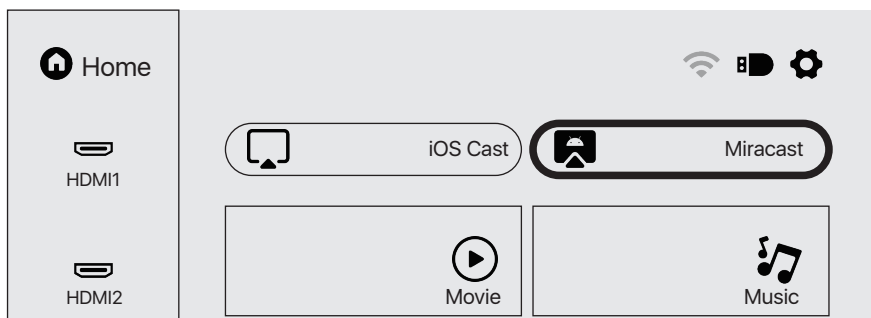 Home
HDMI1
HDMI2
iOS Cast
Miracast
Movie
Music